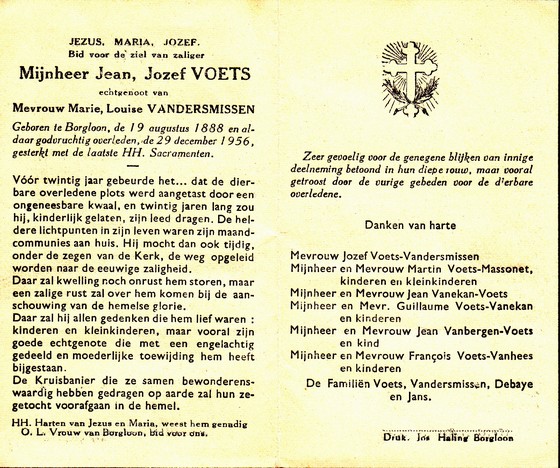 JEZUS, MARIA, JOZEF.
Bid voor de ziel van zaliger
Mijnheer Jean, Jozef VOETS
echtgenoot van
Mevrouw Marie, Louise VANDERSMISSEN
Geboren te Borgloon, de 19 augustus 1888 en al-
daar godvruchtig overleden, de 29 december 1956,
gesterkt met de laatste HH. Sacramenten.
Vóór twintig jaar gebeurde het... dat de dier-
bare overledene plots werd aangetast door een
ongeneesbare kwaal, en twintig jaren lang zou
hij, kinderlijk gelaten, zijn leed dragen. De hel-
dere lichtpunten in zijn leven waren zijn maand-
communies aan huis. Hij mocht dan ook tijdig,
onder de zegen van de Kerk, de weg opgeleid
worden naar de eeuwige zaligheid.
Daar zal kwelling noch onrust hem storen, maar
een zalige rust zal over hem komen bij de aan-
schouwing van de hemelse glorie.
Daar zal hij allen gedenken die hem lief waren :
kinderen en kleinkinderen, maar vooral zijn
goede echtgenote die met een engelachtig
gedeeld en moederlijke toewijding hem heeft
bijgestaan.
De Kruisbanier die ze samen bewonderens-
waardig hebben gedragen op aarde zal hun ze-
getocht voorafgaan in de hemel.
HH. Harten van Jezus en Maria, weest hem genadig
O. L. Vrouw van Borgloon, bid voor ons.
Zeer gevoelig voor de genegene blijken van innige
deelneming betoond in hun diepe rouw, maar vooral
getroost door de vurige gebeden voor de d'erbare
overledene.
Danken van harte
Mevrouw Jozef Voets-Vandersmissen
Mijnheer en Mevrouw Martin Voets-Massonet,
kinderen en kleinkinderen
Mijnheer en Mevrouw Jean Vanekan-Voets
Mijnheer en Mevr. Guillaume Voets-Vanekan
en kinderen
Mijnheer en Mevrouw Jean Vanbergen-Voets
en kind
Mijnheer en Mevrouw François Voets-Vanhees
en kinderen
De Familiën Voets, Vandersmissen, Debaye
en Jans.
Druk. Jos Haling Borgloon